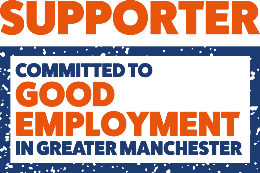 SUPPORTER
COMMITTED TO
GOOD
EMPLOYMENT
IN GREATER MANCHESTER